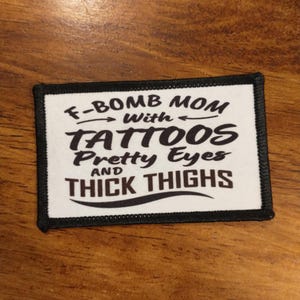 F-BOMB MOM
With
TATTOOS
Pretty Eyes
AND
THICK THIGHS